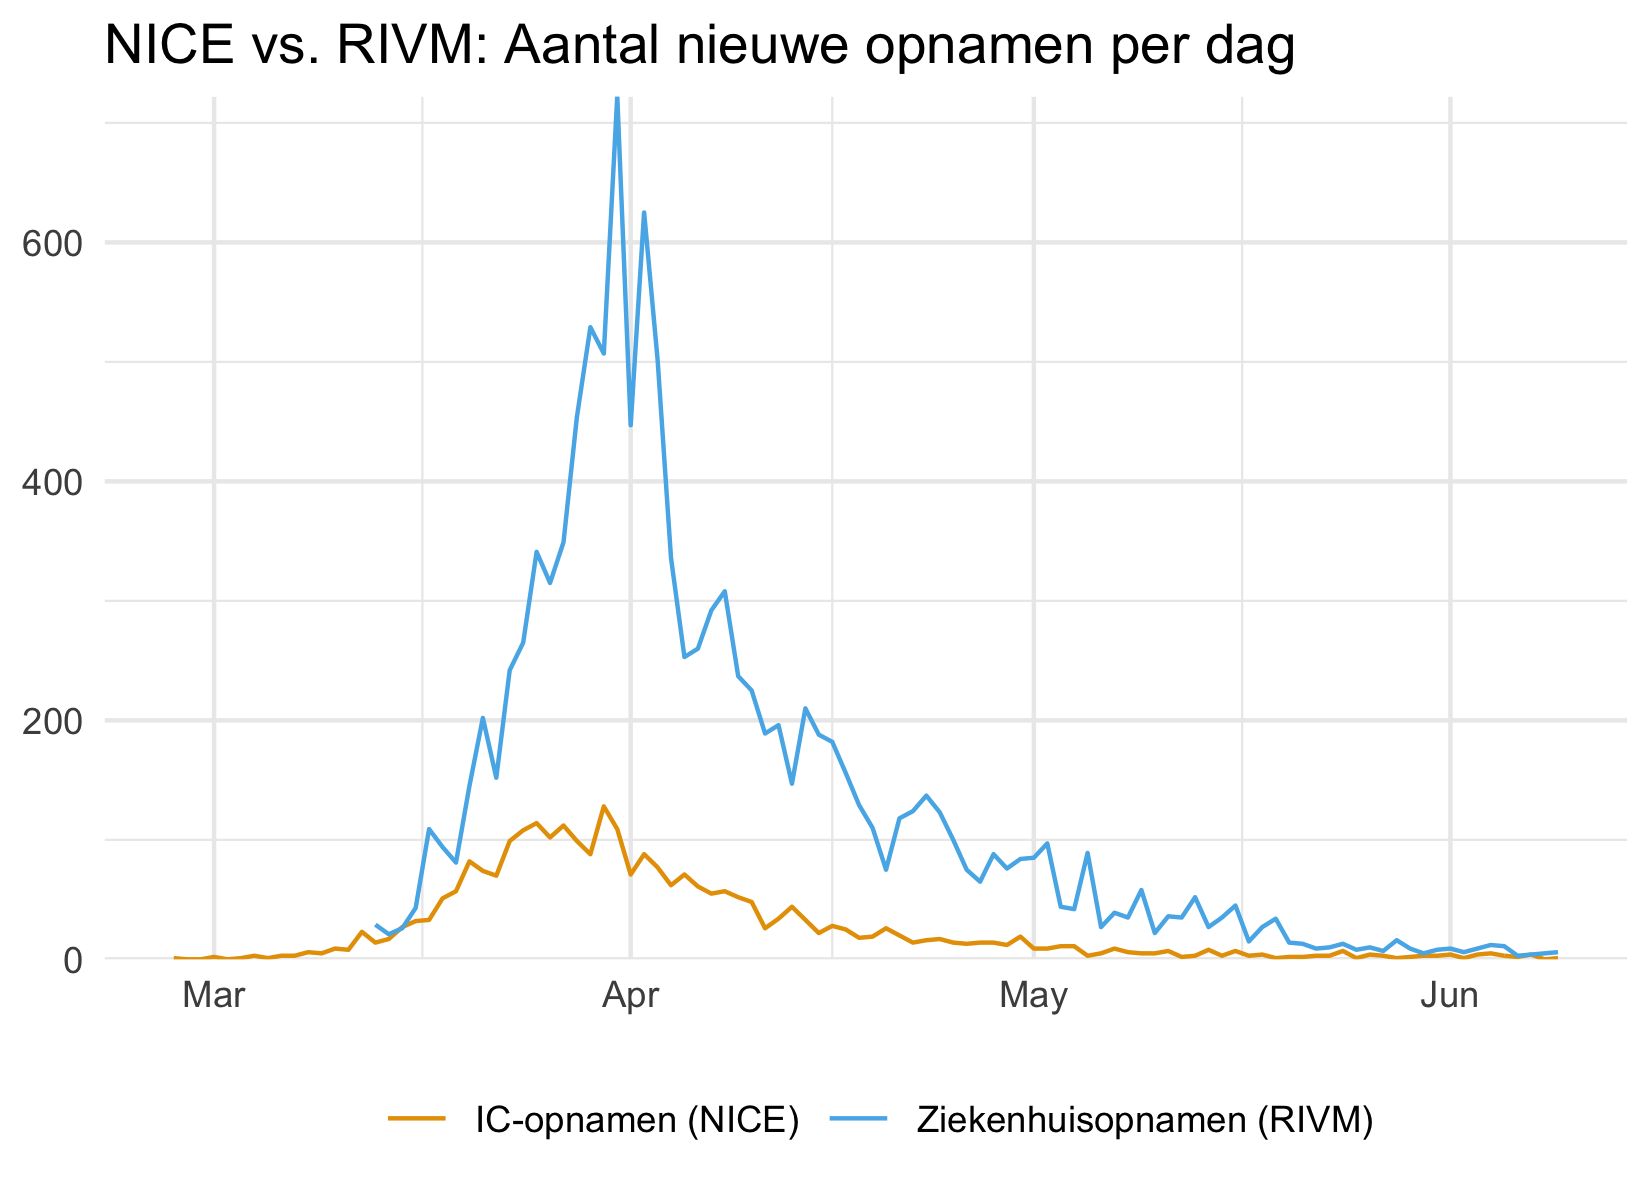 NICE vs. RIVM: Aantal nieuwe opnamen per dag
600
400
200
0
Mar Apr May Jun
IC-opnamen (NICE) Ziekenhuisopnamen (RIVM)